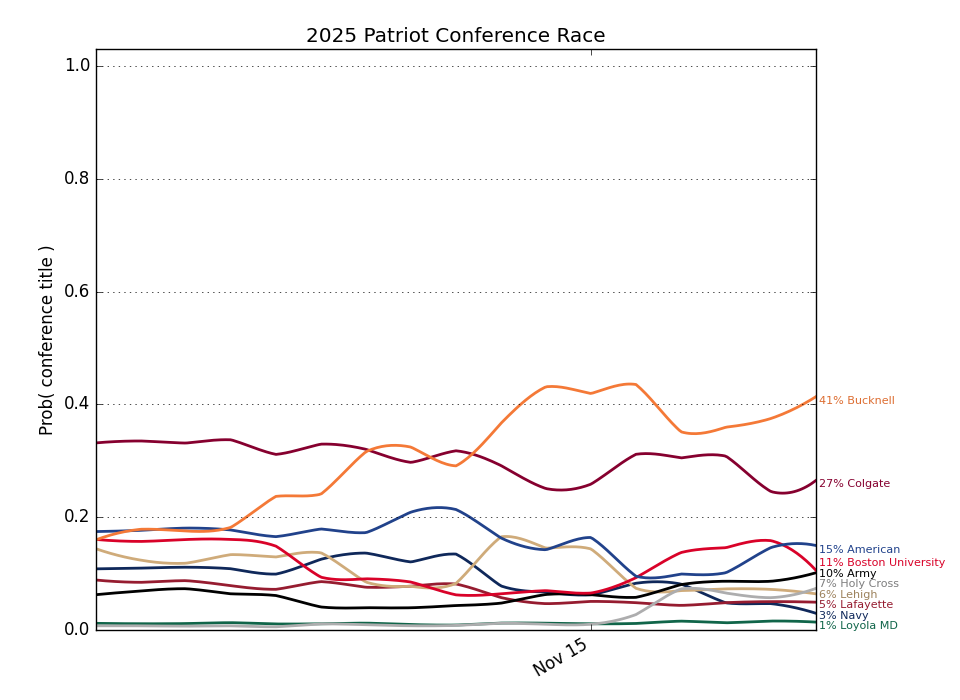 2025 Patriot Conference Race
Prob( conference title )
1.0
0.8
0.6
0.4
0.2
0.0
Nov 15
41% Bucknell
27% Colgate
15% American
11% Boston University
10% Army
7% Holy Cross
6% Lehigh
5% Lafayette
3% Navy
1% Loyola MD